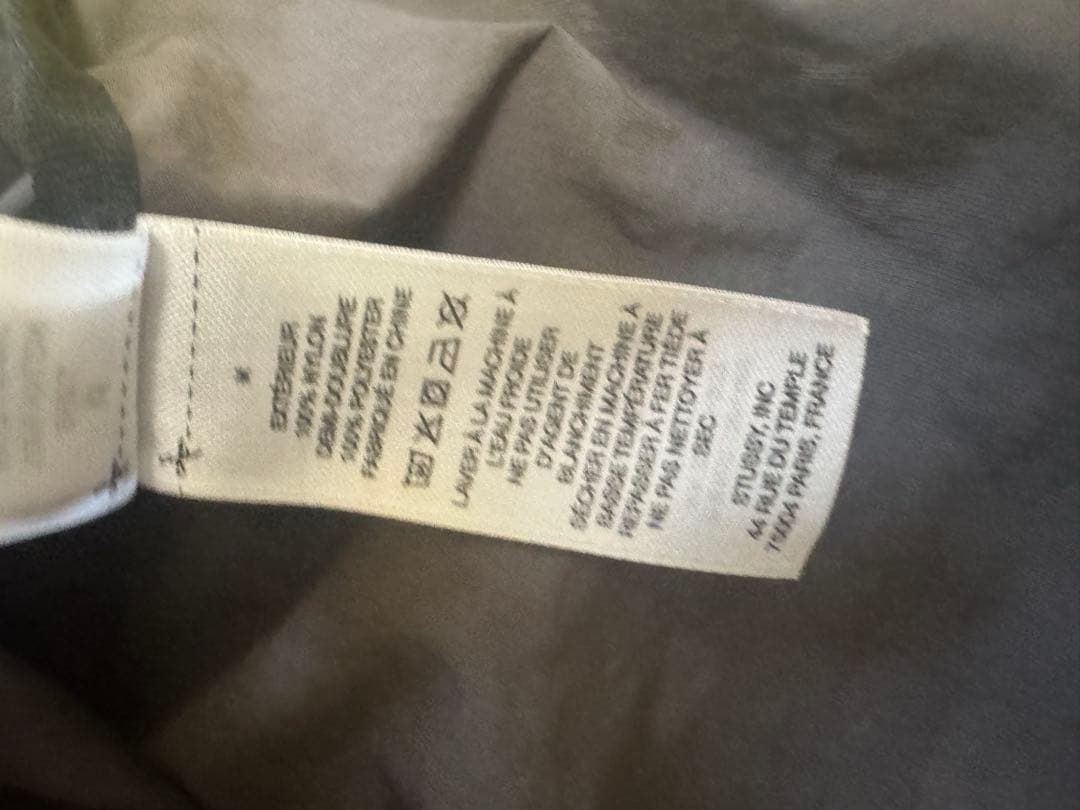 EXTÉRIEUR
100% NYLON
DEMI-DOUBLURE
100% POLYESTER
FABRIQUÉ EN CHINE
LAVER À LA MACHINE À
L'EAU FROIDE
NE PAS UTILISER
D'AGENT DE
BLANCHIMENT
SÉCHER EN MACHINE À
BASSE TEMPÉRATURE
REPASSER À FER TIÈDE
NE PAS NETTOYER À
SEC
STUSSY, INC
44 RUE DU TEMPLE
75004 PARIS, FRANCE